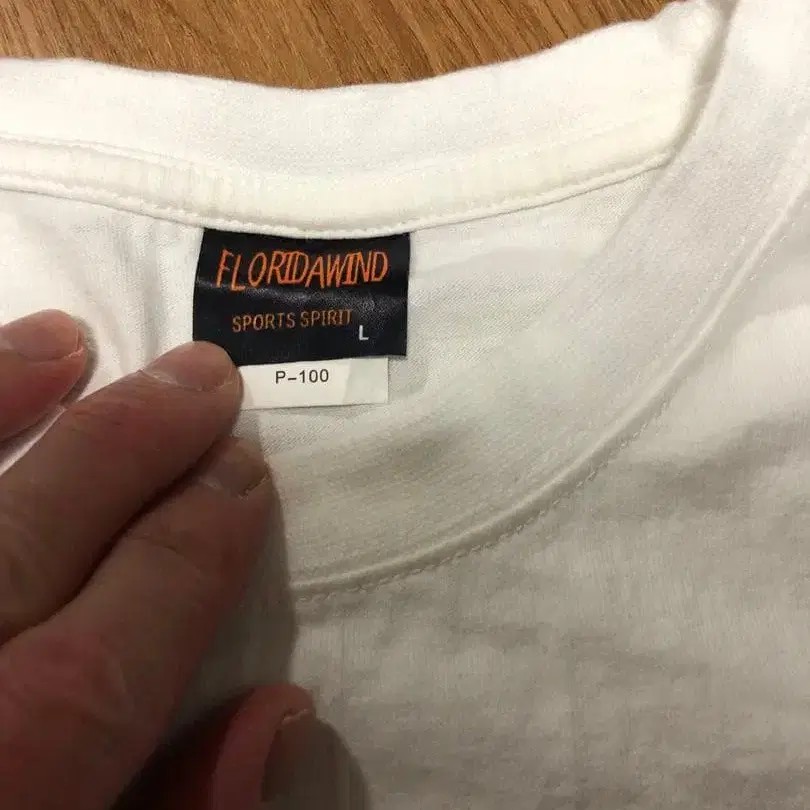 FLORIDAWIND
SPORTS SPIRIT
L
P-100